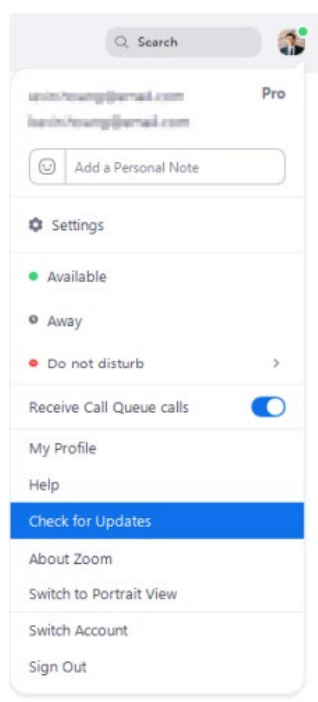 Search
Pro
Add a Personal Note
Settings
Available
Away
Do not disturb
Receive Call Queue calls
My Profile
Help
Check for Updates
About Zoom
Switch to Portrait View
Switch Account
Sign Out